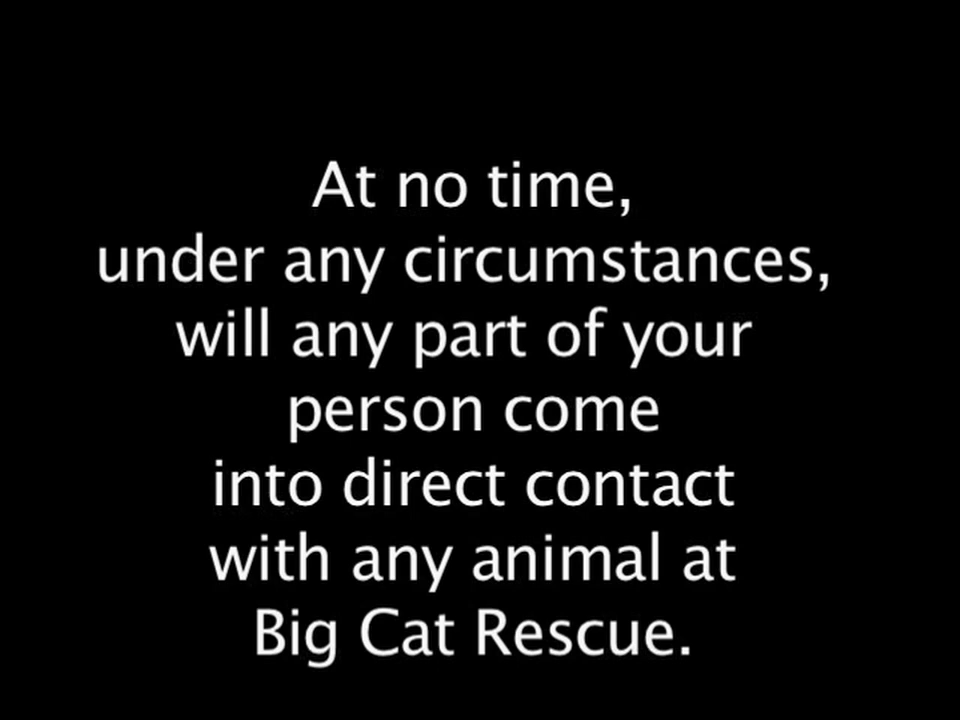 At no time,
under any circumstances,
will any part of your
person come
into direct contact
with any animal at
Big Cat Rescue.